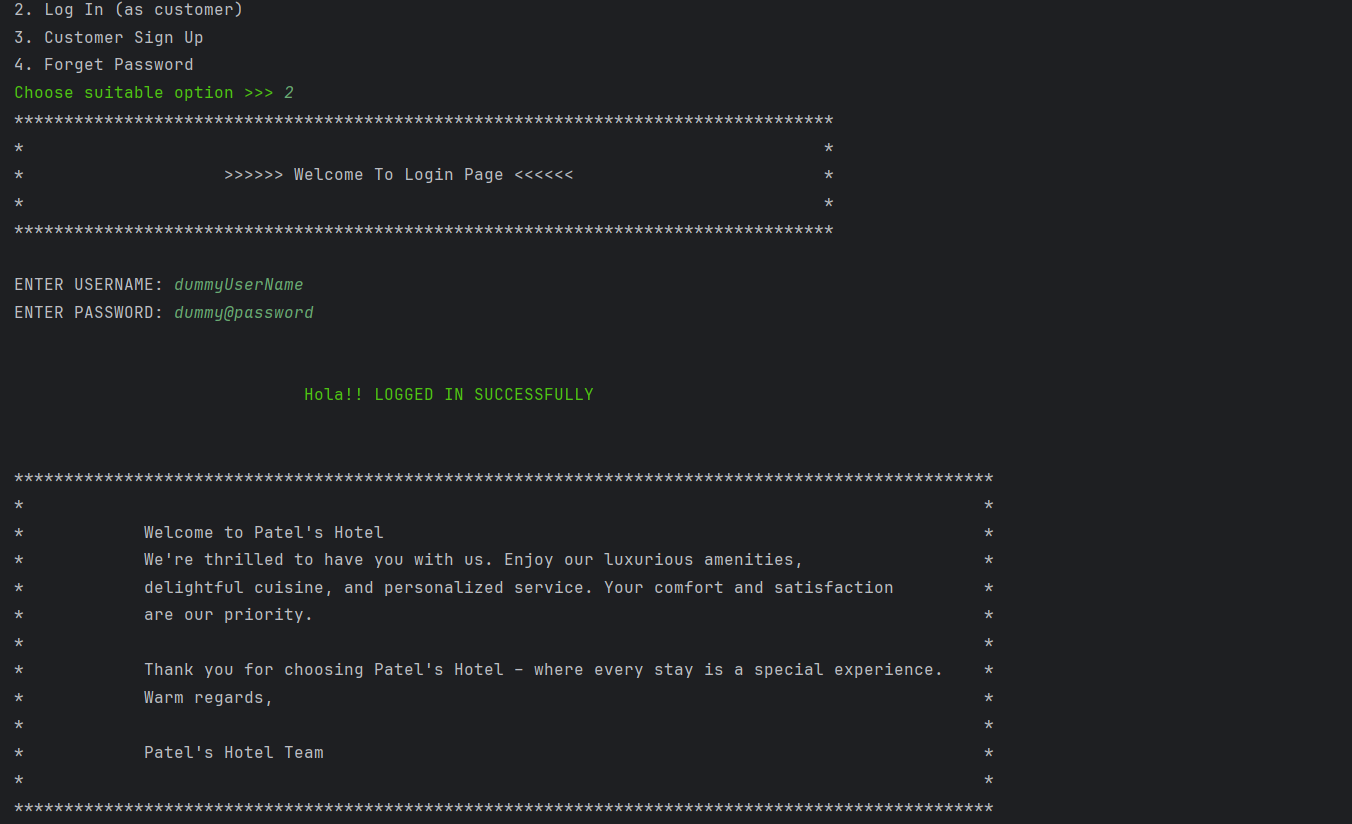 2. Log In (as customer)
3. Customer Sign Up
4. Forget Password
Choose suitable option >>> 2
**********************************************************************************
*                                                                                *
*                    >>>>>> Welcome To Login Page <<<<<<                         *
*                                                                                *
**********************************************************************************
ENTER USERNAME: dummyUserName
ENTER PASSWORD: dummy@password
Hola!! LOGGED IN SUCCESSFULLY
**************************************************************************************************
*                                                                                                *
*            Welcome to Patel's Hotel                                                            *
*            We're thrilled to have you with us. Enjoy our luxurious amenities,                  *
*            delightful cuisine, and personalized service. Your comfort and satisfaction         *
*            are our priority.                                                                   *
*                                                                                                *
*            Thank you for choosing Patel's Hotel – where every stay is a special experience.    *
*            Warm regards,                                                                       *
*                                                                                                *
*            Patel's Hotel Team                                                                  *
*                                                                                                *
**************************************************************************************************